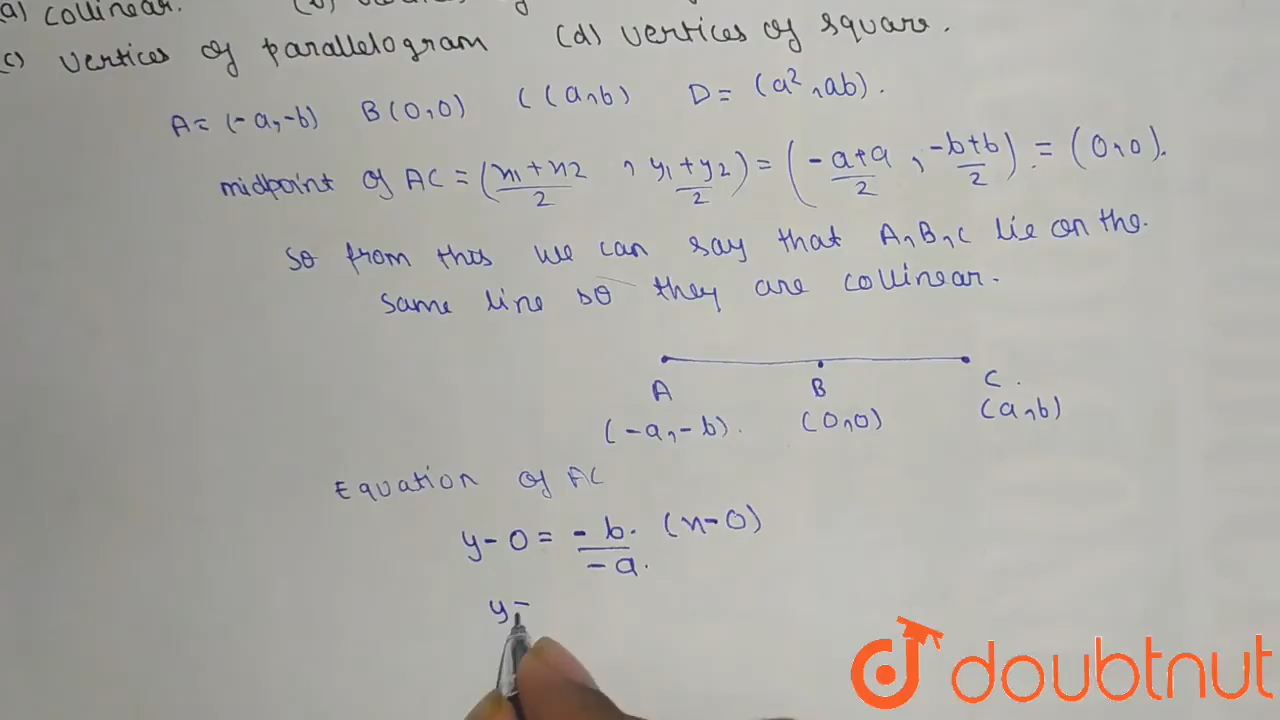 (a) collinear.
(c) vertices of parallelogram (d) vertices of square.
A= (-a,-b) B(0,0) C(a,b) D= (a²,ab).
midpoint of AC = (x₁+x₂/2 , y₁+y₂/2) = (-a+a/2 , -b+b/2) = (0,0).
so from this we can say that A,B,C lie on the.
same line so they are collinear.
A B C.
(-a,-b). (0,0) (a,b)
Equation of AC
y-0 = -b./-a. (x-0)
y=
doubtnut